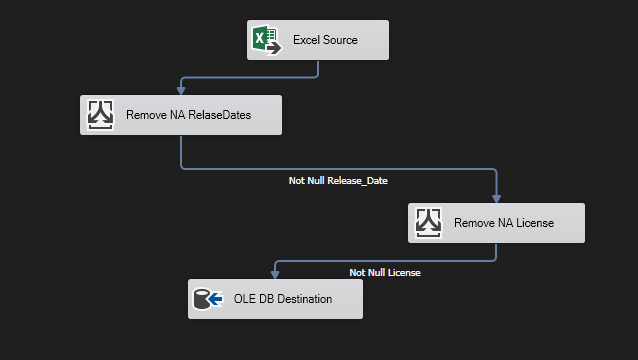 Excel Source
Remove NA RelaseDates
Not Null Release_Date
Remove NA License
Not Null License
OLE DB Destination